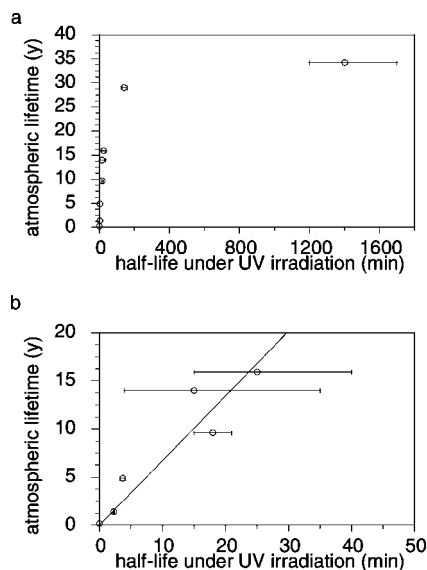 a
atmospheric lifetime (y)
40
35
30
25
20
15
10
5
0
0 400 800 1200 1600
half-life under UV irradiation (min)
b
atmospheric lifetime (y)
20
15
10
5
0
0 10 20 30 40 50
half-life under UV irradiation (min)